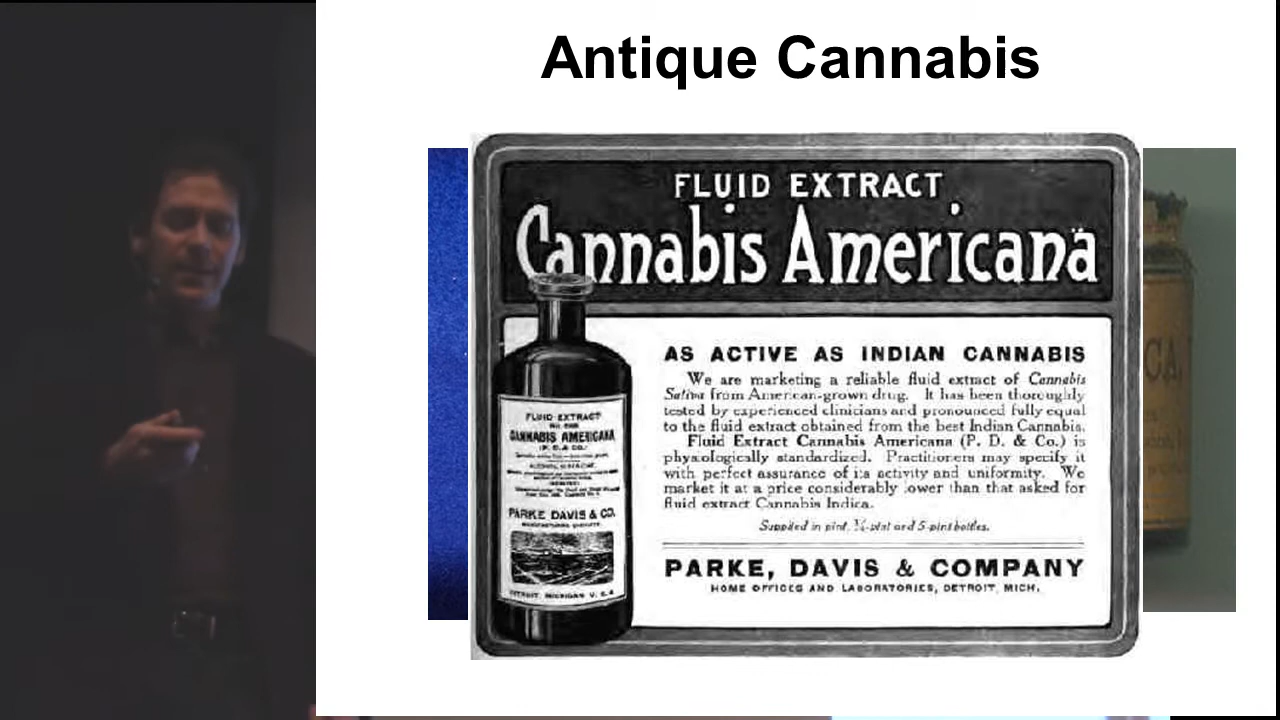 Antique Cannabis
FLUID EXTRACT
Cannabis Americana
AS ACTIVE AS INDIAN CANNABIS
We are marketing a reliable fluid extract of Cannabis
Sativa from American-grown drug. It has been thoroughly
tested by experienced clinicians and pronounced fully equal
to the fluid extract obtained from the best Indian Cannabis.
Fluid Extract Cannabis Americana (P. D. & Co.) is
physiologically standardized. Practitioners may specify it
with perfect assurance of its activity and uniformity. We
market it at a price considerably lower than that asked for
fluid extract Cannabis Indica.
Supplied in pint, ¼-pint and 5-pint bottles.
PARKE, DAVIS & COMPANY
HOME OFFICES AND LABORATORIES, DETROIT, MICH.
FLUID EXTRACT
CANNABIS AMERICANA
(P. D. & CO.)
PARKE DAVIS & CO.
DETROIT, MICHIGAN U. S. A.
CA.